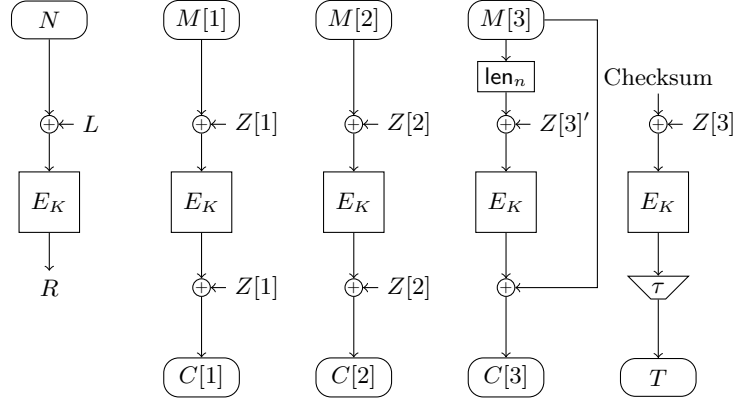 N M[1] M[2] M[3]
len_n Checksum
L Z[1] Z[2] Z[3]′ Z[3]
E_K E_K E_K E_K E_K
R Z[1] Z[2] τ
C[1] C[2] C[3] T